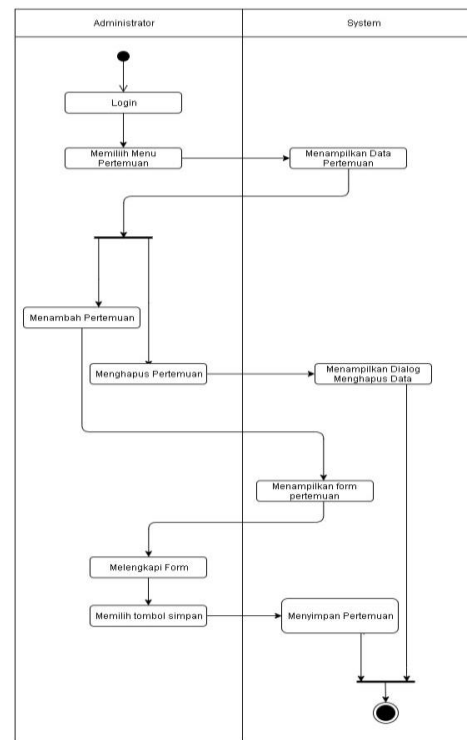 Administrator
System
Login
Memiliih Menu
Pertemuan
Menampilkan Data
Pertemuan
Menambah Pertemuan
Menghapus Pertemuan
Menampilkan Dialog
Menghapus Data
Menampilkan form
pertemuan
Melengkapi Form
Memilih tombol simpan
Menyimpan Pertemuan